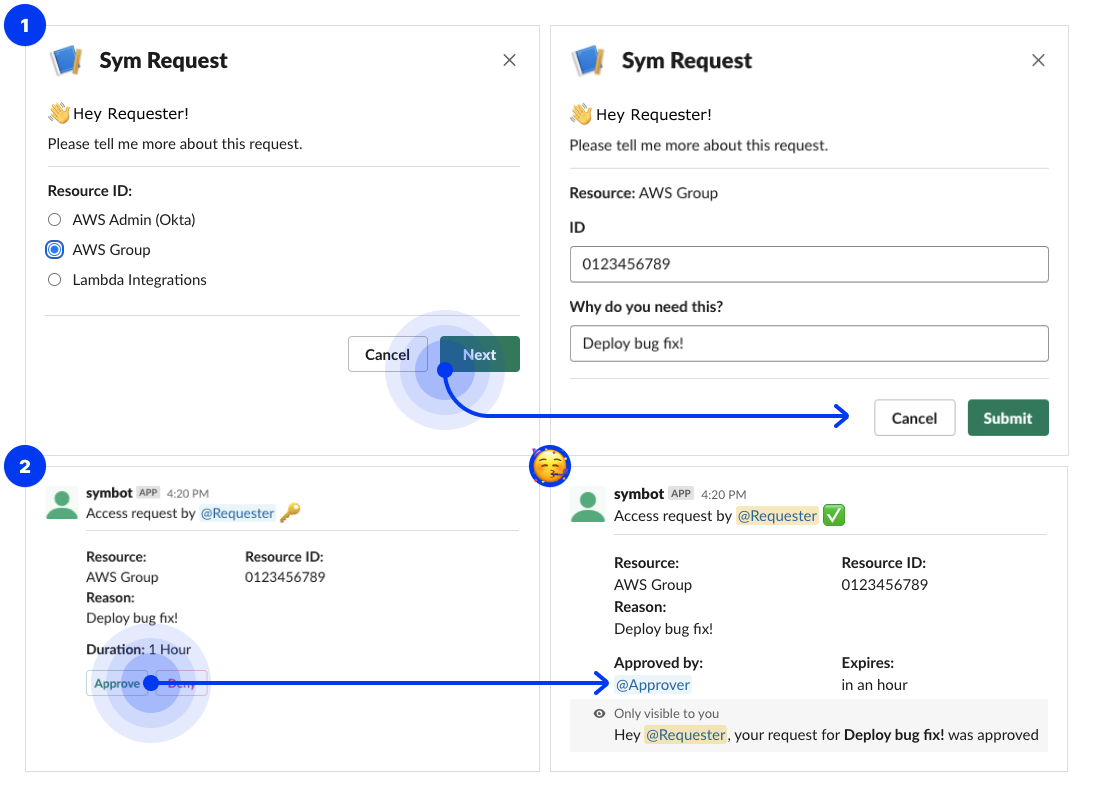 1
Sym Request
Hey Requester!
Please tell me more about this request.
Resource ID:
AWS Admin (Okta)
AWS Group
Lambda Integrations
Cancel Next
Sym Request
Hey Requester!
Please tell me more about this request.
Resource: AWS Group
ID
0123456789
Why do you need this?
Deploy bug fix!
Cancel Submit
2
symbot APP 4:20 PM
Access request by @Requester
Resource: Resource ID:
AWS Group 0123456789
Reason:
Deploy bug fix!
Duration: 1 Hour
Approve Deny
symbot APP 4:20 PM
Access request by @Requester
Resource: Resource ID:
AWS Group 0123456789
Reason:
Deploy bug fix!
Approved by: Expires:
@Approver in an hour
Only visible to you
Hey @Requester, your request for Deploy bug fix! was approved